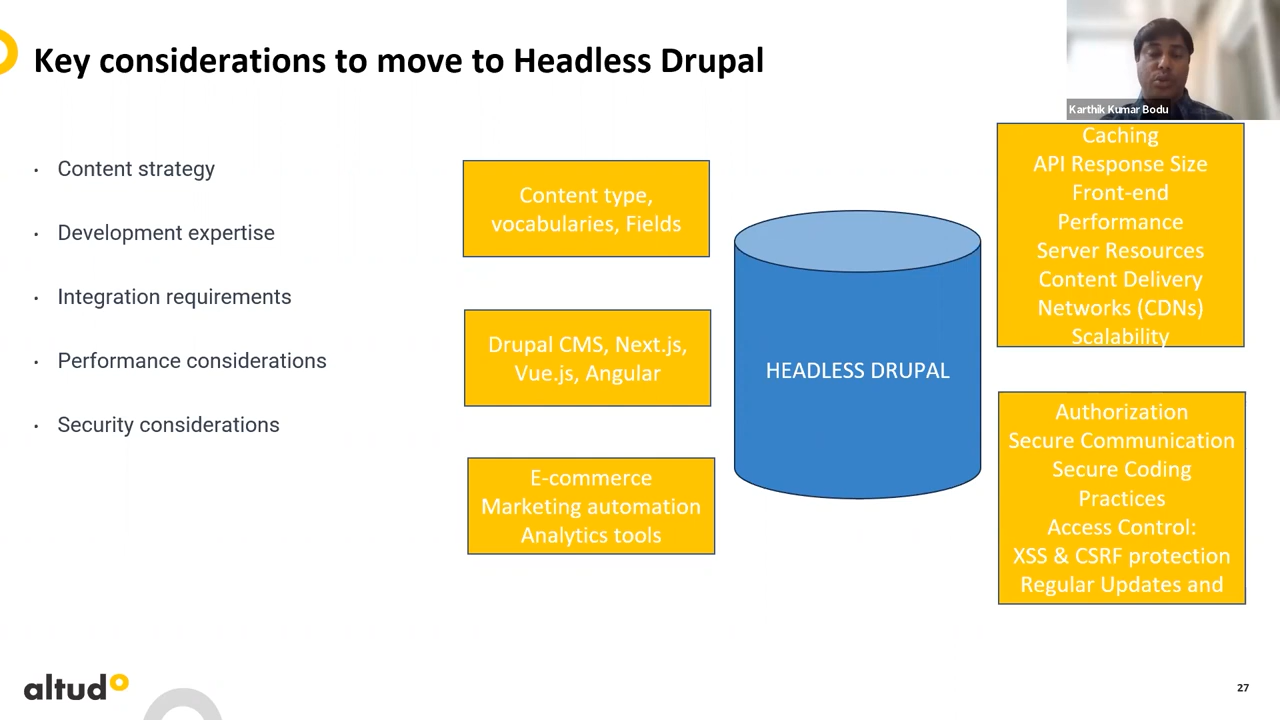 Key considerations to move to Headless Drupal
Karthik Kumar Bodu
• Content strategy
• Development expertise
• Integration requirements
• Performance considerations
• Security considerations
Content type,
vocabularies, Fields
Drupal CMS, Next.js,
Vue.js, Angular
E-commerce
Marketing automation
Analytics tools
HEADLESS DRUPAL
Caching
API Response Size
Front-end
Performance
Server Resources
Content Delivery
Networks (CDNs)
Scalability
Authorization
Secure Communication
Secure Coding
Practices
Access Control:
XSS & CSRF protection
Regular Updates and
altudo
27